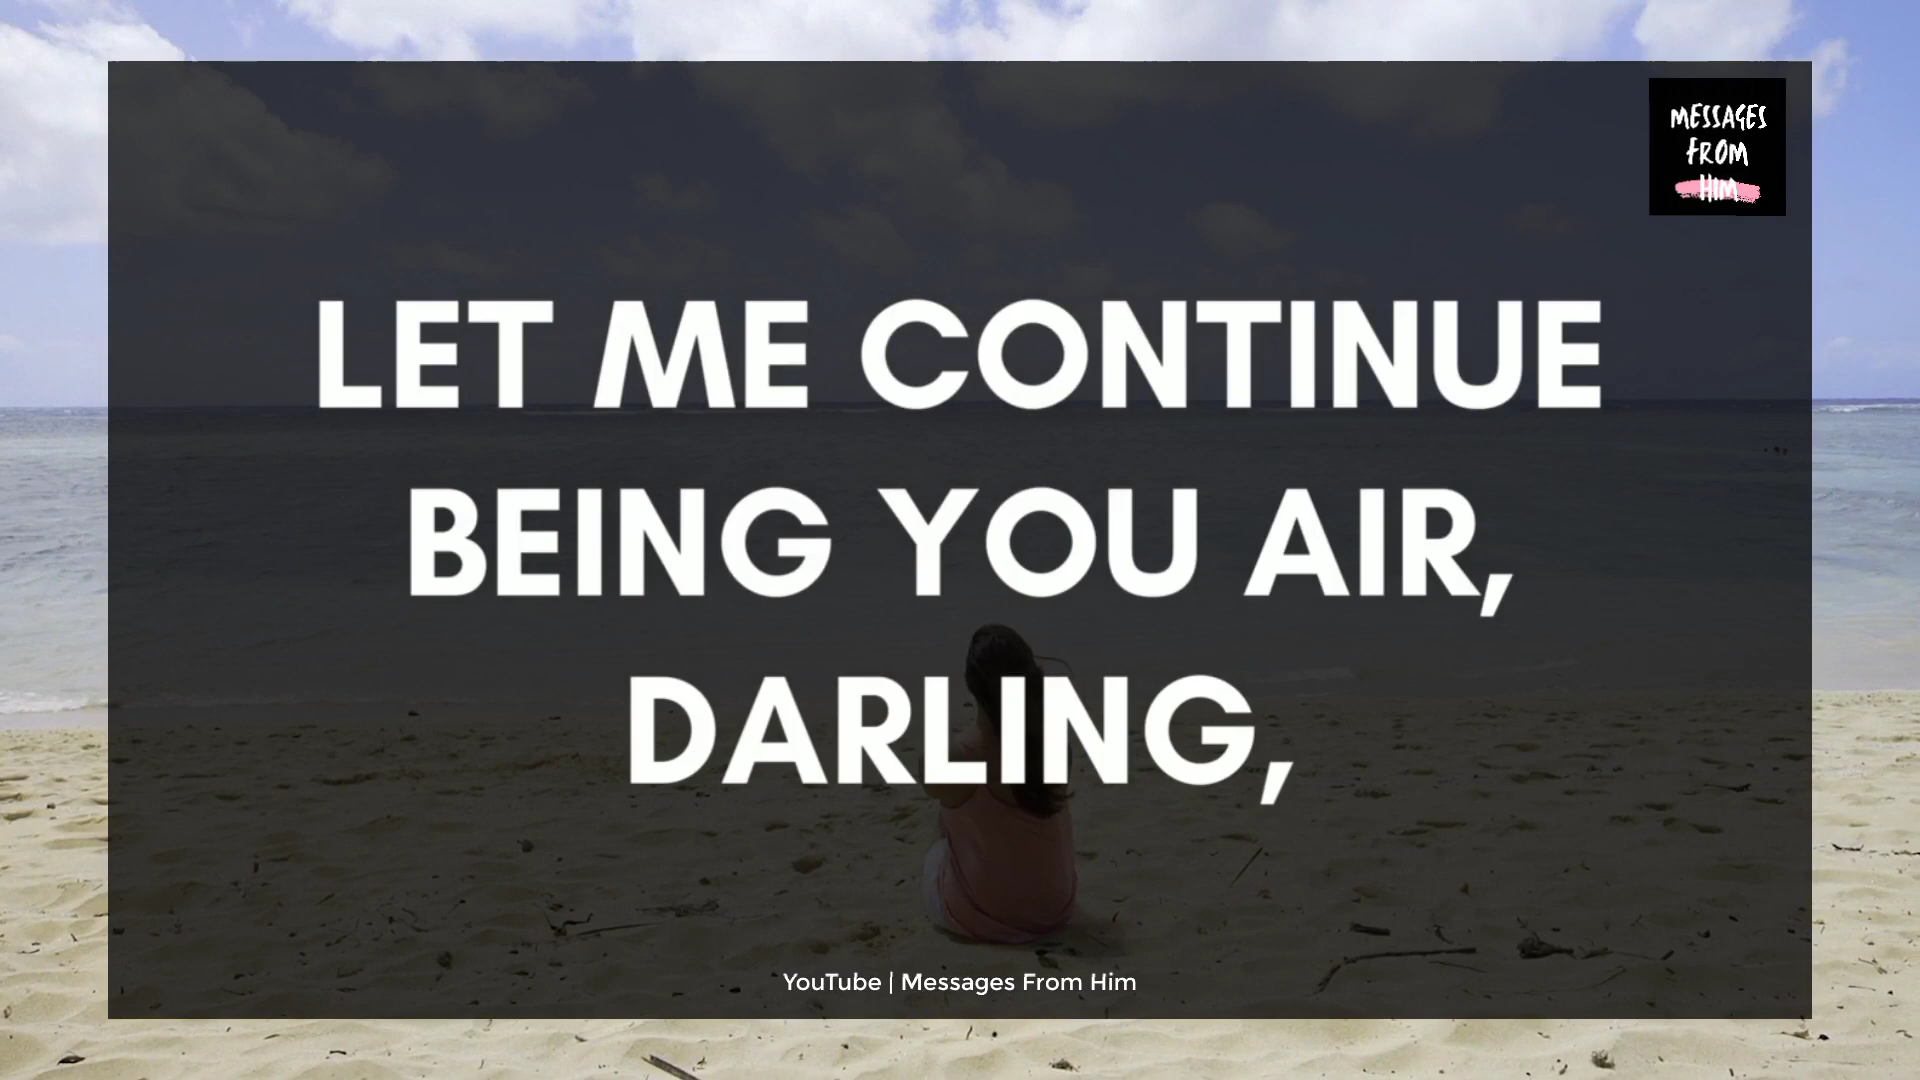 MESSAGES
FROM
HIM
LET ME CONTINUE
BEING YOU AIR,
DARLING,
YouTube | Messages From Him